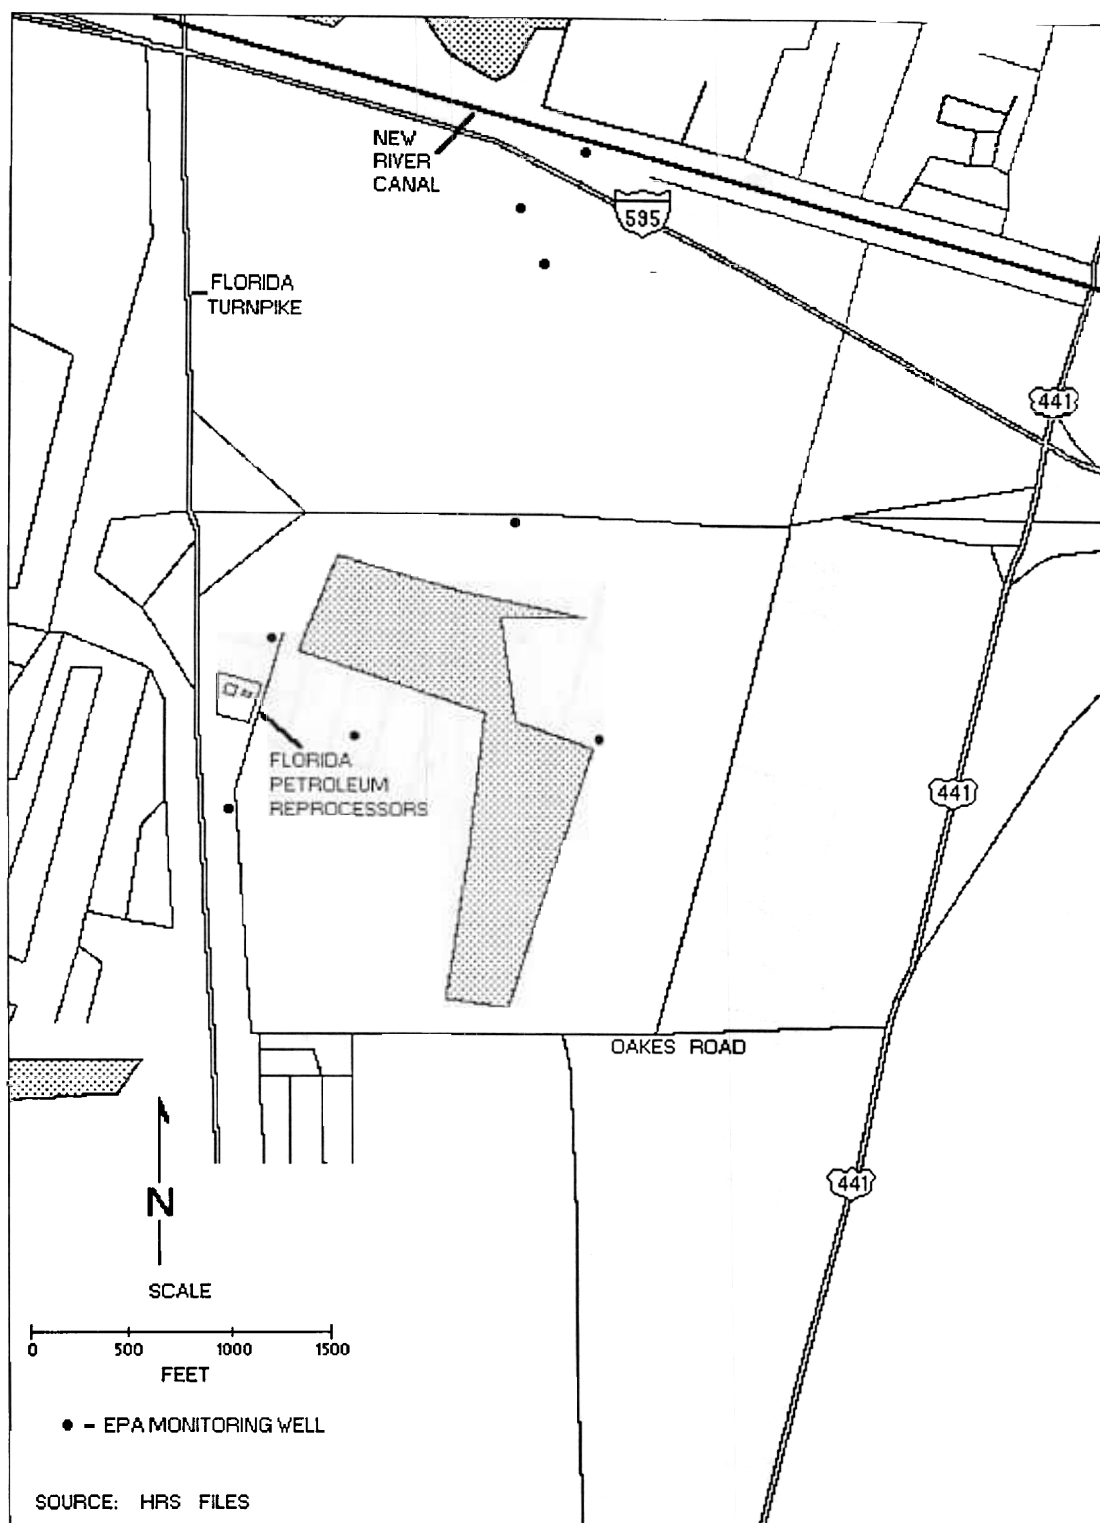 NEW
RIVER
CANAL
595
FLORIDA
TURNPIKE
441
FLORIDA
PETROLEUM
REPROCESSORS
441
OAKES ROAD
441
N
SCALE
0 500 1000 1500
FEET
● - EPA MONITORING WELL
SOURCE: HRS FILES